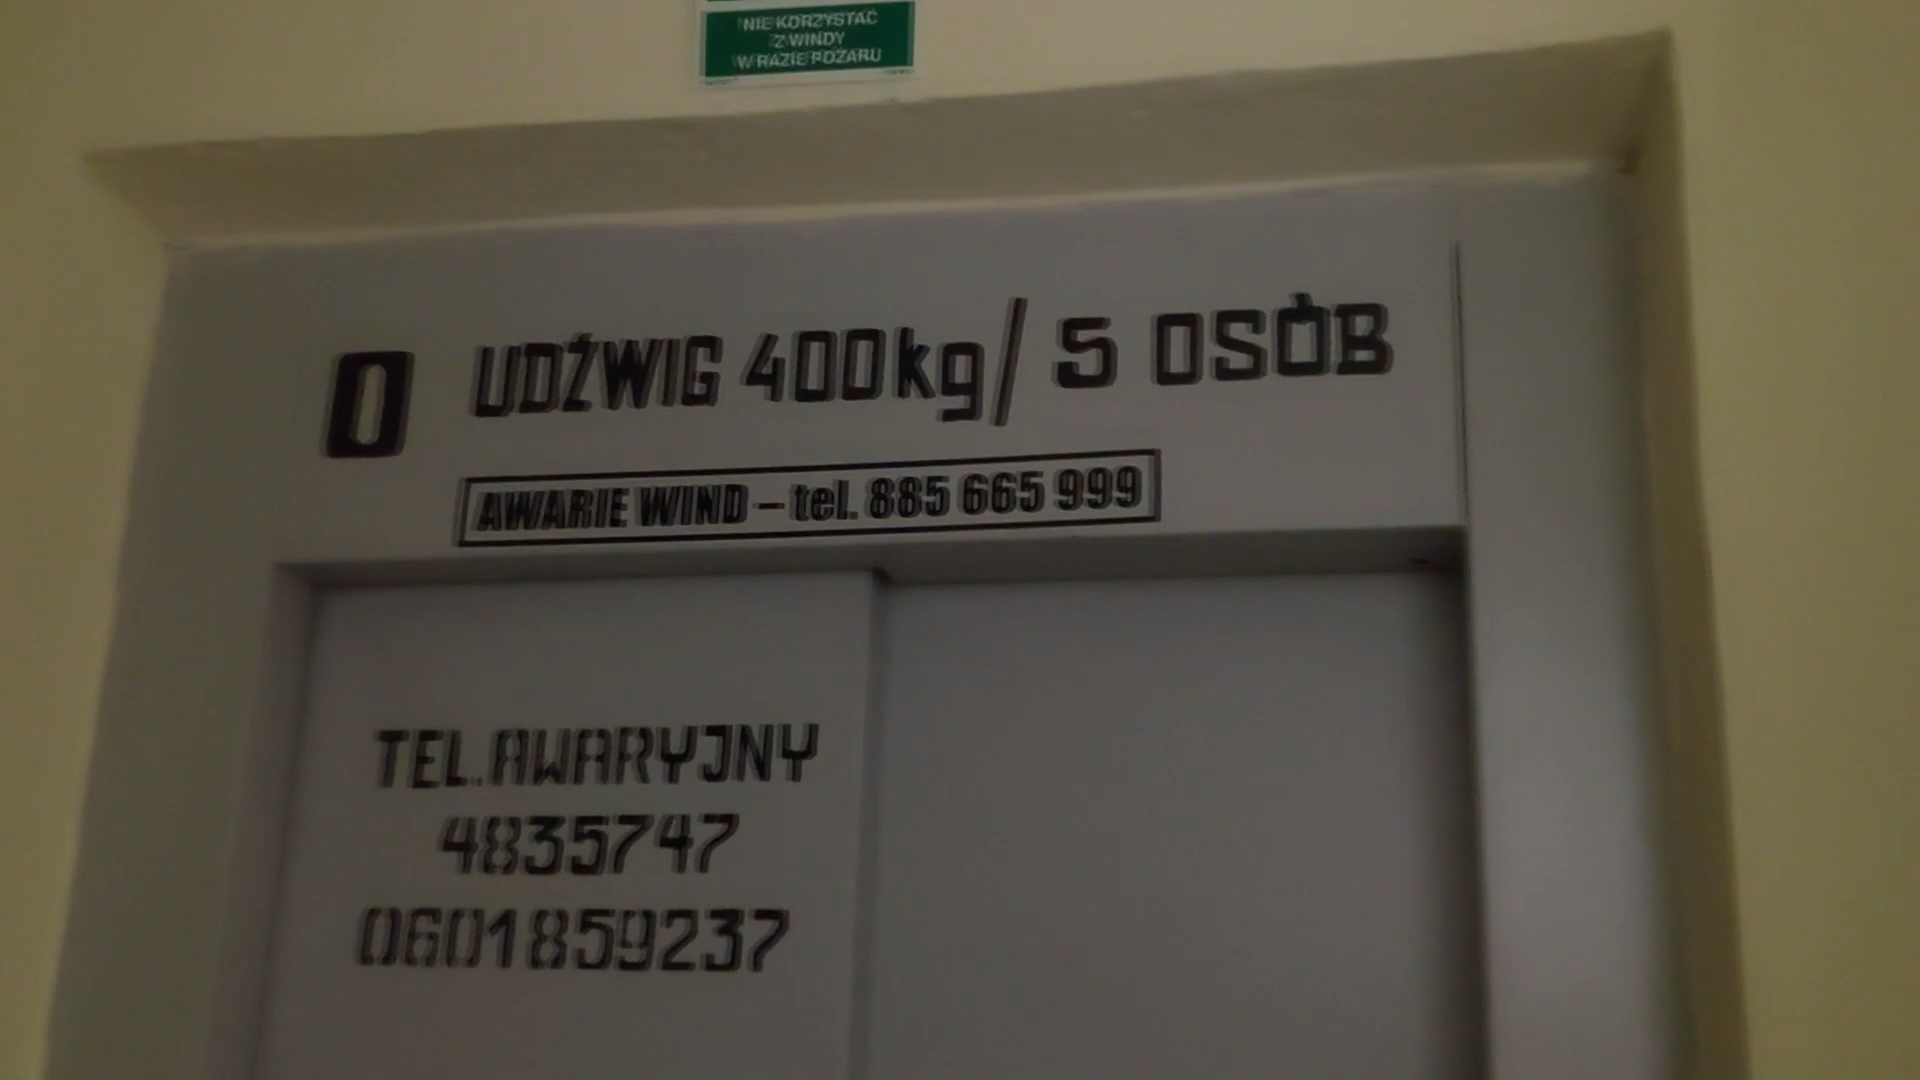 NIE KORZYSTAĆ
Z WINDY
W RAZIE POŻARU
0 UDŹWIG 400kg/ 5 OSÓB
AWARIE WIND – tel. 885 665 999
TEL.AWARYJNY
4835747
0601859237